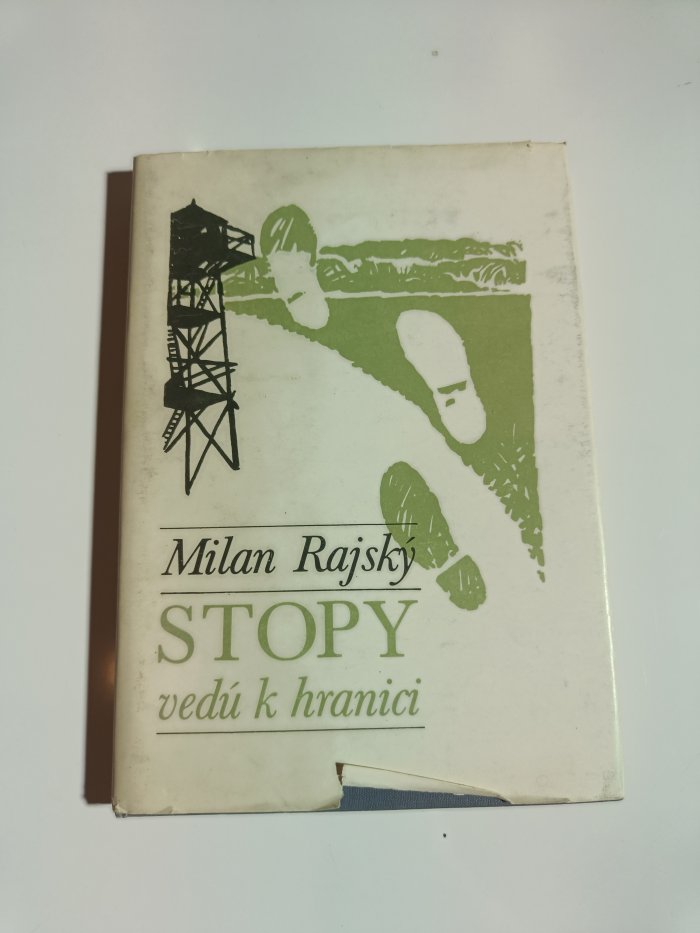 Milan Rajský
STOPY
vedú k hranici